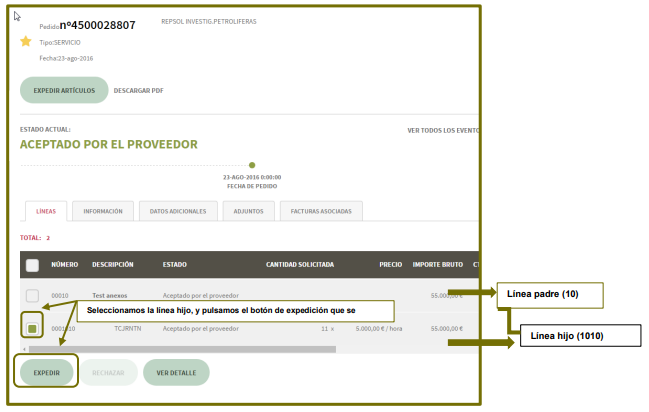 Pedido nº4500028807
REPSOL INVESTIG.PETROLIFERAS
Tipo:SERVICIO
Fecha:23-ago-2016
EXPEDIR ARTÍCULOS DESCARGAR PDF
ESTADO ACTUAL:
VER TODOS LOS EVENTO
ACEPTADO POR EL PROVEEDOR
23-AGO-2016 0:00:00
FECHA DE PEDIDO
LÍNEAS INFORMACIÓN DATOS ADICIONALES ADJUNTOS FACTURAS ASOCIADAS
TOTAL: 2
NÚMERO DESCRIPCIÓN ESTADO CANTIDAD SOLICITADA PRECIO IMPORTE BRUTO
00010 Test anexos Aceptado por el proveedor 55.000,00 €
Línea padre (10)
Seleccionamos la línea hijo, y pulsamos el botón de expedición que se
TCJRNTN Aceptado por el proveedor 11 x 5.000,00 € / hora 55.000,00 €
Línea hijo (1010)
EXPEDIR RECHAZAR VER DETALLE